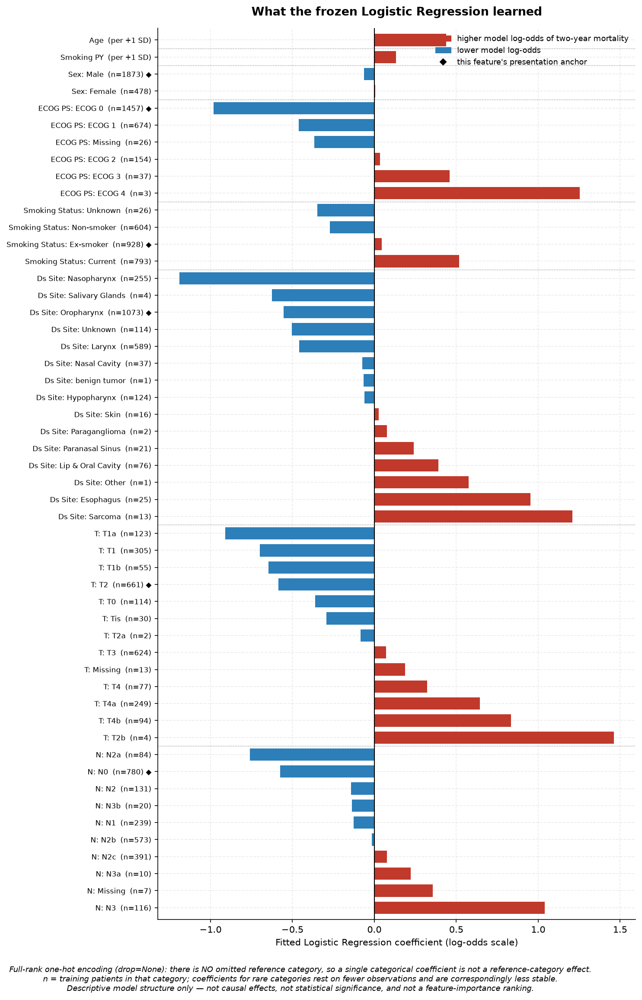 What the frozen Logistic Regression learned
Age (per +1 SD)
higher model log-odds of two-year mortality
lower model log-odds
this feature's presentation anchor
Smoking PY (per +1 SD)
Sex: Male (n=1873) ◆
Sex: Female (n=478)
ECOG PS: ECOG 0 (n=1457) ◆
ECOG PS: ECOG 1 (n=674)
ECOG PS: Missing (n=26)
ECOG PS: ECOG 2 (n=154)
ECOG PS: ECOG 3 (n=37)
ECOG PS: ECOG 4 (n=3)
Smoking Status: Unknown (n=26)
Smoking Status: Non-smoker (n=604)
Smoking Status: Ex-smoker (n=928) ◆
Smoking Status: Current (n=793)
Ds Site: Nasopharynx (n=255)
Ds Site: Salivary Glands (n=4)
Ds Site: Oropharynx (n=1073) ◆
Ds Site: Unknown (n=114)
Ds Site: Larynx (n=589)
Ds Site: Nasal Cavity (n=37)
Ds Site: benign tumor (n=1)
Ds Site: Hypopharynx (n=124)
Ds Site: Skin (n=16)
Ds Site: Paraganglioma (n=2)
Ds Site: Paranasal Sinus (n=21)
Ds Site: Lip & Oral Cavity (n=76)
Ds Site: Other (n=1)
Ds Site: Esophagus (n=25)
Ds Site: Sarcoma (n=13)
T: T1a (n=123)
T: T1 (n=305)
T: T1b (n=55)
T: T2 (n=661) ◆
T: T0 (n=114)
T: Tis (n=30)
T: T2a (n=2)
T: T3 (n=624)
T: Missing (n=13)
T: T4 (n=77)
T: T4a (n=249)
T: T4b (n=94)
T: T2b (n=4)
N: N2a (n=84)
N: N0 (n=780) ◆
N: N2 (n=131)
N: N3b (n=20)
N: N1 (n=239)
N: N2b (n=573)
N: N2c (n=391)
N: N3a (n=10)
N: Missing (n=7)
N: N3 (n=116)
−1.0 −0.5 0.0 0.5 1.0 1.5
Fitted Logistic Regression coefficient (log-odds scale)
Full-rank one-hot encoding (drop=None): there is NO omitted reference category, so a single categorical coefficient is not a reference-category effect.
n = training patients in that category; coefficients for rare categories rest on fewer observations and are correspondingly less stable.
Descriptive model structure only — not causal effects, not statistical significance, and not a feature-importance ranking.